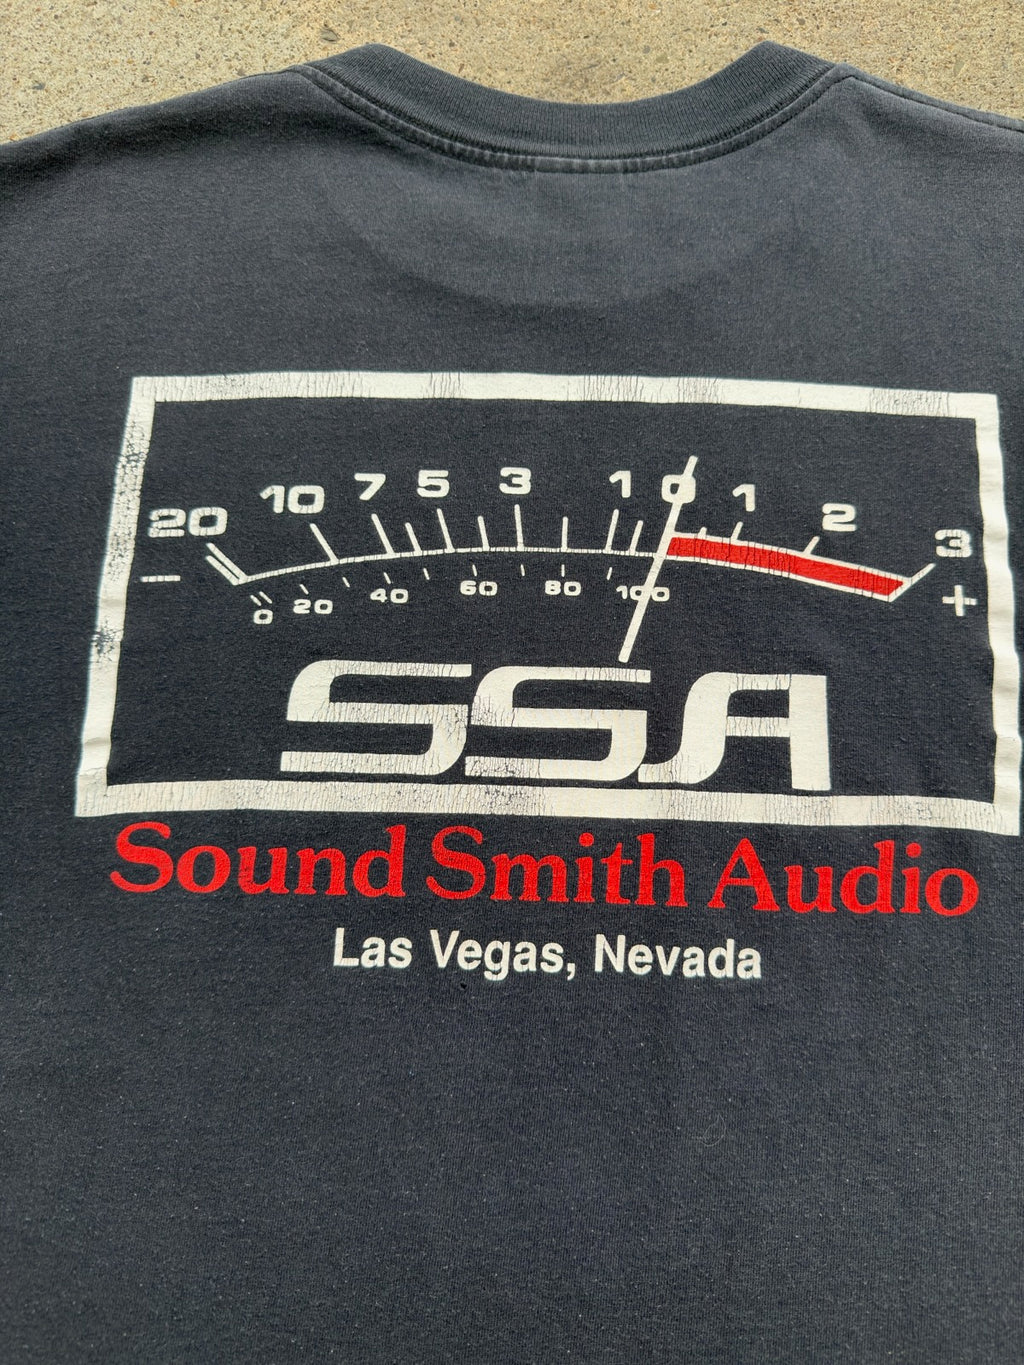 20 10 7 5 3 1 0 1 2 3
− +
0 20 40 60 80 100
SSA
Sound Smith Audio
Las Vegas, Nevada